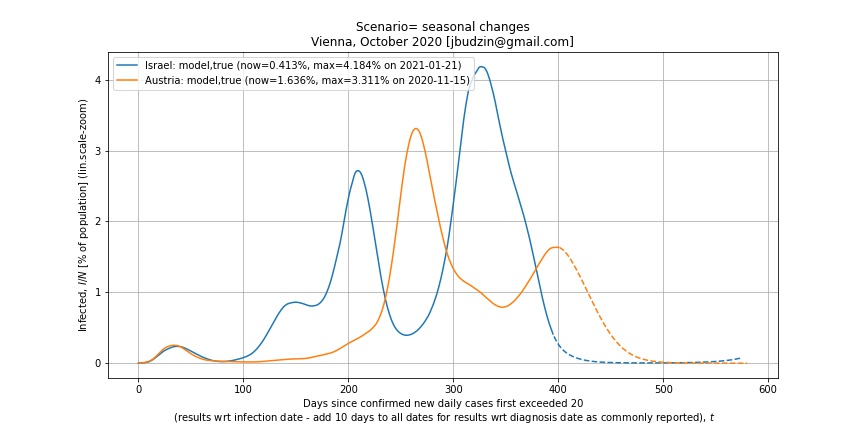 Scenario= seasonal changes
Vienna, October 2020 [jbudzin@gmail.com]
Israel: model,true (now=0.413%, max=4.184% on 2021-01-21)
Austria: model,true (now=1.636%, max=3.311% on 2020-11-15)
Infected, I/N [% of population] (lin.scale-zoom)
4
3
2
1
0
0 100 200 300 400 500 600
Days since confirmed new daily cases first exceeded 20
(results wrt infection date - add 10 days to all dates for results wrt diagnosis date as commonly reported), t